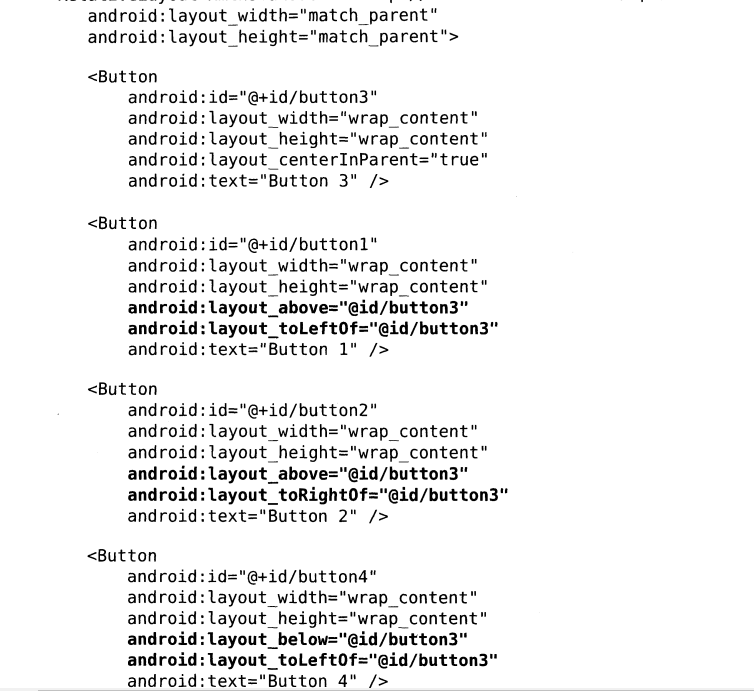 android:layout_width="match_parent"
android:layout_height="match_parent">
<Button
android:id="@+id/button3"
android:layout_width="wrap_content"
android:layout_height="wrap_content"
android:layout_centerInParent="true"
android:text="Button 3" />
<Button
android:id="@+id/button1"
android:layout_width="wrap_content"
android:layout_height="wrap_content"
android:layout_above="@id/button3"
android:layout_toLeftOf="@id/button3"
android:text="Button 1" />
<Button
android:id="@+id/button2"
android:layout_width="wrap_content"
android:layout_height="wrap_content"
android:layout_above="@id/button3"
android:layout_toRightOf="@id/button3"
android:text="Button 2" />
<Button
android:id="@+id/button4"
android:layout_width="wrap_content"
android:layout_height="wrap_content"
android:layout_below="@id/button3"
android:layout_toLeftOf="@id/button3"
android:text="Button 4" />